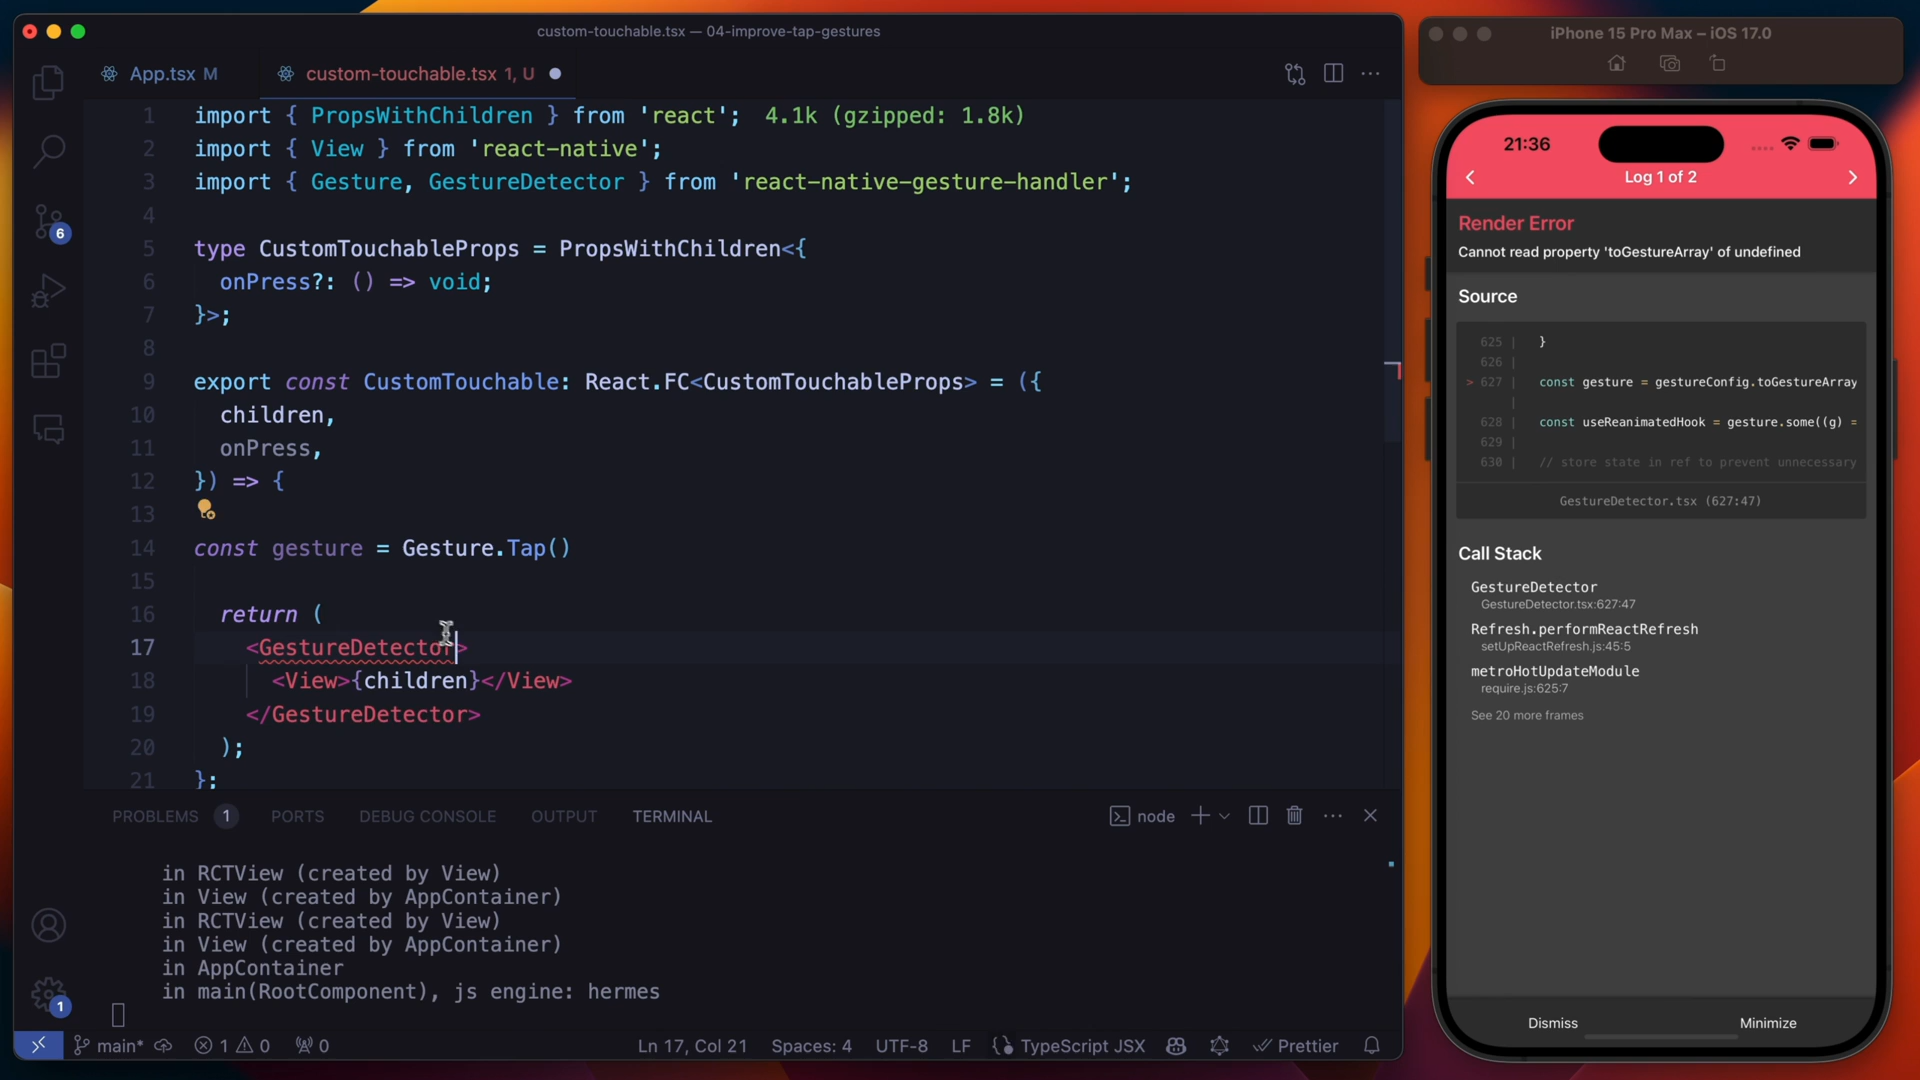 custom-touchable.tsx — 04-improve-tap-gestures
App.tsx M
custom-touchable.tsx 1, U
1 import { PropsWithChildren } from 'react'; 4.1k (gzipped: 1.8k)
2 import { View } from 'react-native';
3 import { Gesture, GestureDetector } from 'react-native-gesture-handler';
4
5 type CustomTouchableProps = PropsWithChildren<{
6 onPress?: () => void;
7 }>;
8
9 export const CustomTouchable: React.FC<CustomTouchableProps> = ({
10 children,
11 onPress,
12 }) => {
13
14 const gesture = Gesture.Tap()
15
16 return (
17 <GestureDetector>
18 <View>{children}</View>
19 </GestureDetector>
20 );
21 };
6
1
PROBLEMS 1 PORTS DEBUG CONSOLE OUTPUT TERMINAL
node
in RCTView (created by View)
in View (created by AppContainer)
in RCTView (created by View)
in View (created by AppContainer)
in AppContainer
in main(RootComponent), js engine: hermes
main* 1 0 0 Ln 17, Col 21 Spaces: 4 UTF-8 LF TypeScript JSX Prettier
iPhone 15 Pro Max – iOS 17.0
21:36
Log 1 of 2
Render Error
Cannot read property 'toGestureArray' of undefined
Source
625 | }
626 |
> 627 | const gesture = gestureConfig.toGestureArray
|
628 | const useReanimatedHook = gesture.some((g) =
629 |
630 | // store state in ref to prevent unnecessary
GestureDetector.tsx (627:47)
Call Stack
GestureDetector
GestureDetector.tsx:627:47
Refresh.performReactRefresh
setUpReactRefresh.js:45:5
metroHotUpdateModule
require.js:625:7
See 20 more frames
Dismiss
Minimize